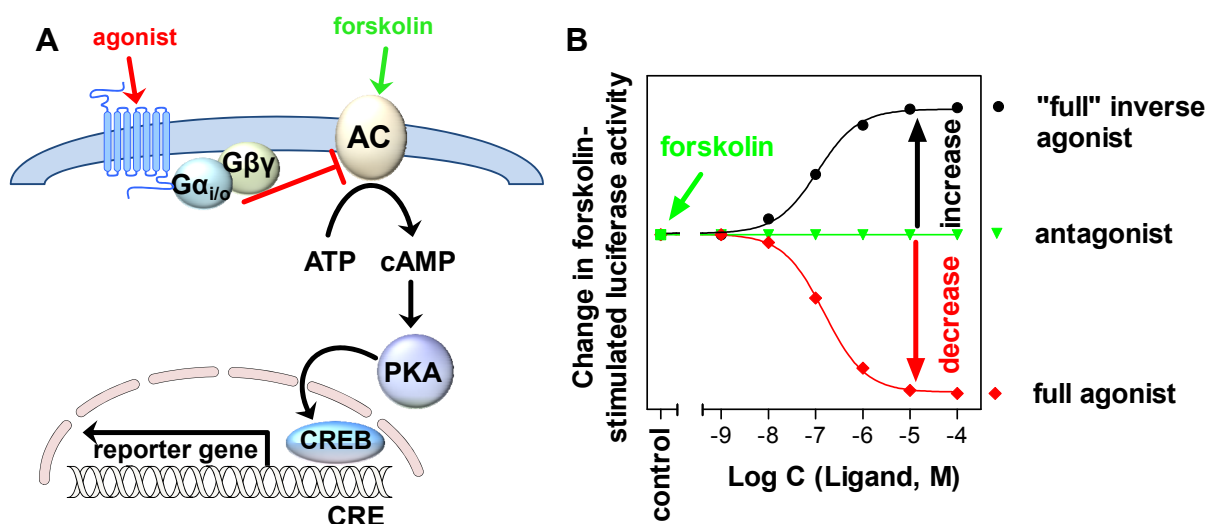 A
agonist
forskolin
AC
Gβγ
Gαi/o
ATP
cAMP
PKA
CREB
reporter gene
CRE
B
Change in forskolin-
stimulated luciferase activity
forskolin
increase
decrease
"full" inverse
agonist
antagonist
full agonist
control
-9
-8
-7
-6
-5
-4
Log C (Ligand, M)